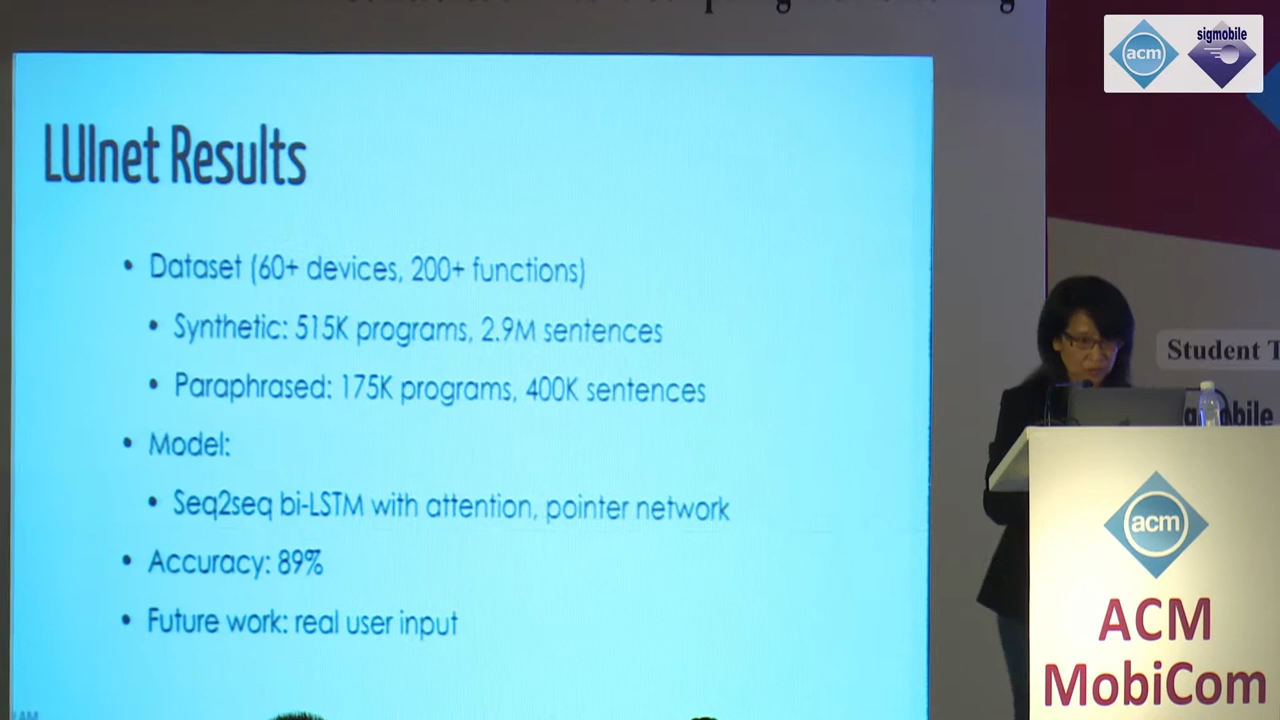 acm
sigmobile
LUInet Results
• Dataset (60+ devices, 200+ functions)
• Synthetic: 515K programs, 2.9M sentences
• Paraphrased: 175K programs, 400K sentences
• Model:
• Seq2seq bi-LSTM with attention, pointer network
• Accuracy: 89%
• Future work: real user input
LAM
Student T
bile
acm
ACM
MobiCom